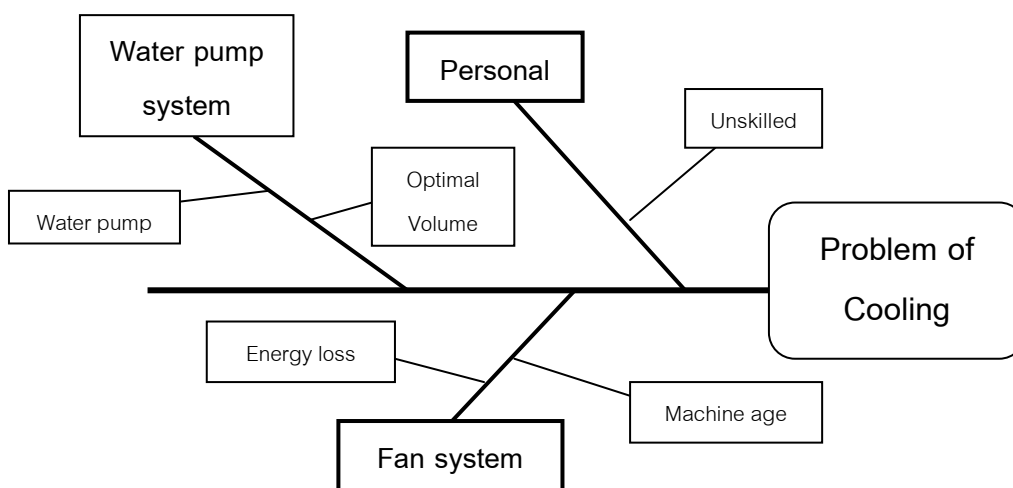 Water pump
system
Personal
Unskilled
Optimal
Volume
Water pump
Problem of
Cooling
Energy loss
Machine age
Fan system